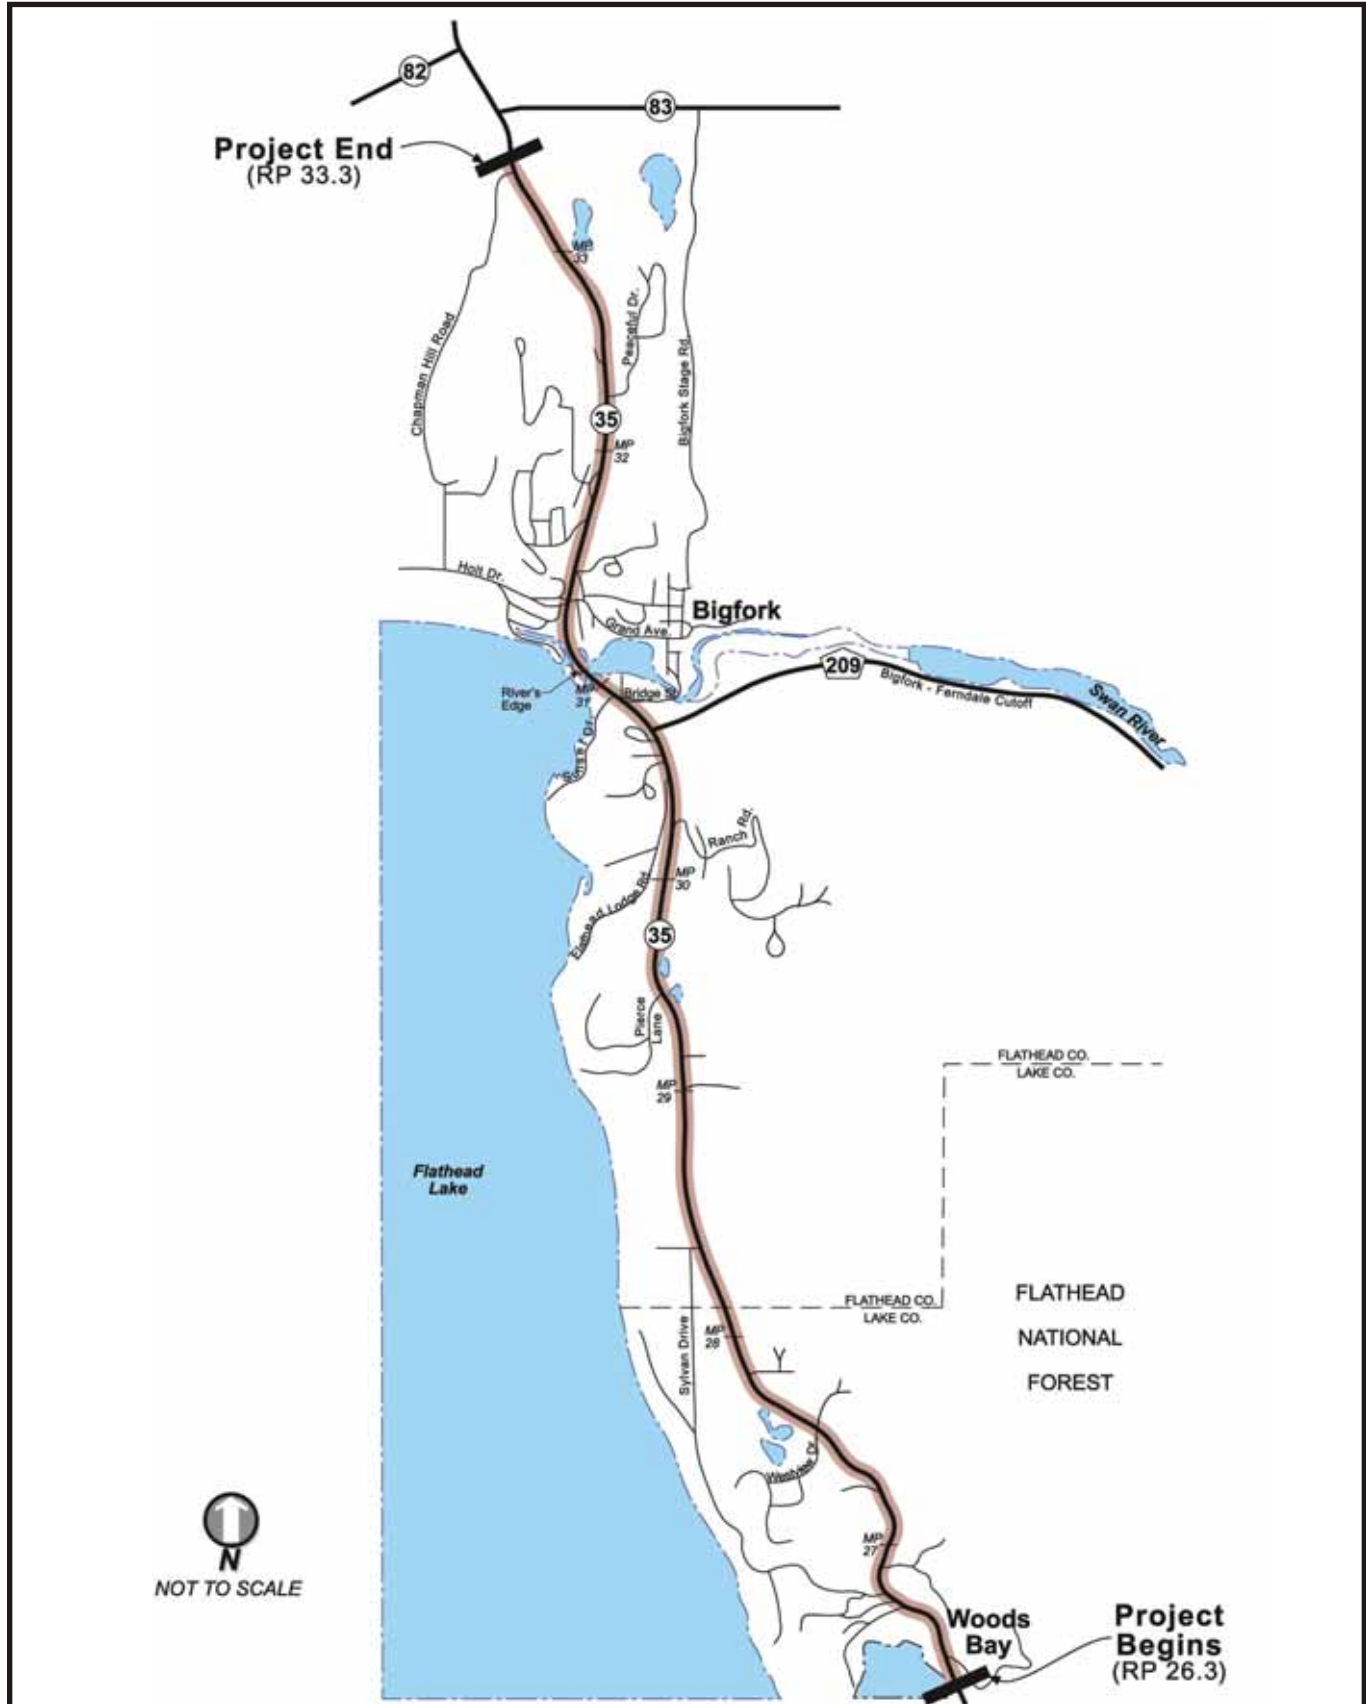 82
83
Project End
(RP 33.3)
MP
33
Peaceful Dr.
Chapman Hill Road
Bigfork Stage Rd.
35
MP
32
Holt Dr.
Bigfork
Grand Ave.
209
River's
Edge
MP
31
Bridge St.
Bigfork - Ferndale Cutoff
Swan River
Sunset Dr.
Ranch Rd.
MP
30
Flathead Lodge Rd.
35
Pierce
Lane
FLATHEAD CO.
LAKE CO.
MP
29
Flathead
Lake
FLATHEAD
NATIONAL
FOREST
FLATHEAD CO.
LAKE CO.
MP
28
Sylvan Drive
Westview Dr.
MP
27
N
NOT TO SCALE
Woods
Bay
Project
Begins
(RP 26.3)